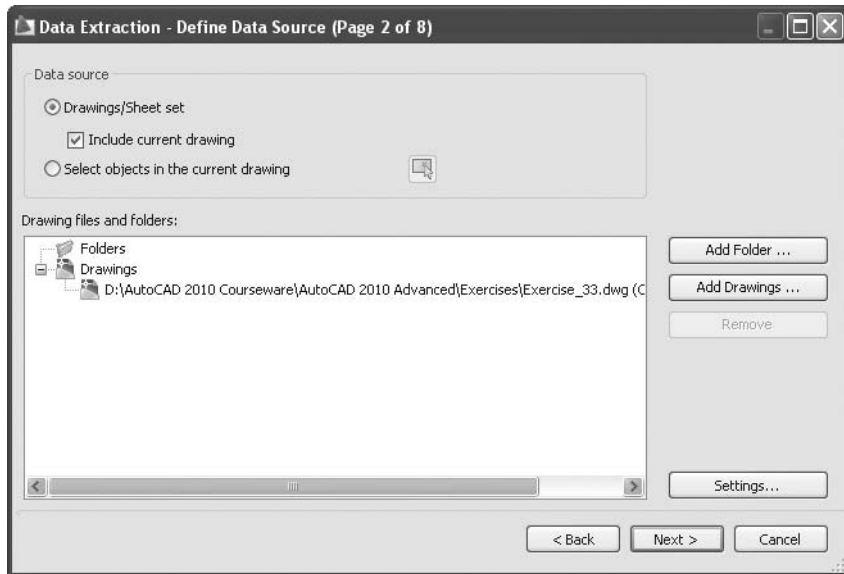 Data Extraction - Define Data Source (Page 2 of 8)
Data source
Drawings/Sheet set
Include current drawing
Select objects in the current drawing
Drawing files and folders:
Folders
Drawings
D:\AutoCAD 2010 Courseware\AutoCAD 2010 Advanced\Exercises\Exercise_33.dwg (C
Add Folder ...
Add Drawings ...
Remove
Settings...
< Back
Next >
Cancel